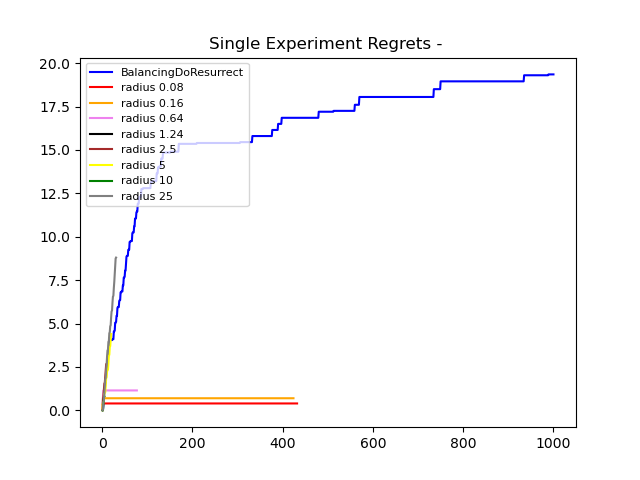 Single Experiment Regrets -
20.0
17.5
15.0
12.5
10.0
7.5
5.0
2.5
0.0
BalancingDoResurrect
radius 0.08
radius 0.16
radius 0.64
radius 1.24
radius 2.5
radius 5
radius 10
radius 25
0
200
400
600
800
1000